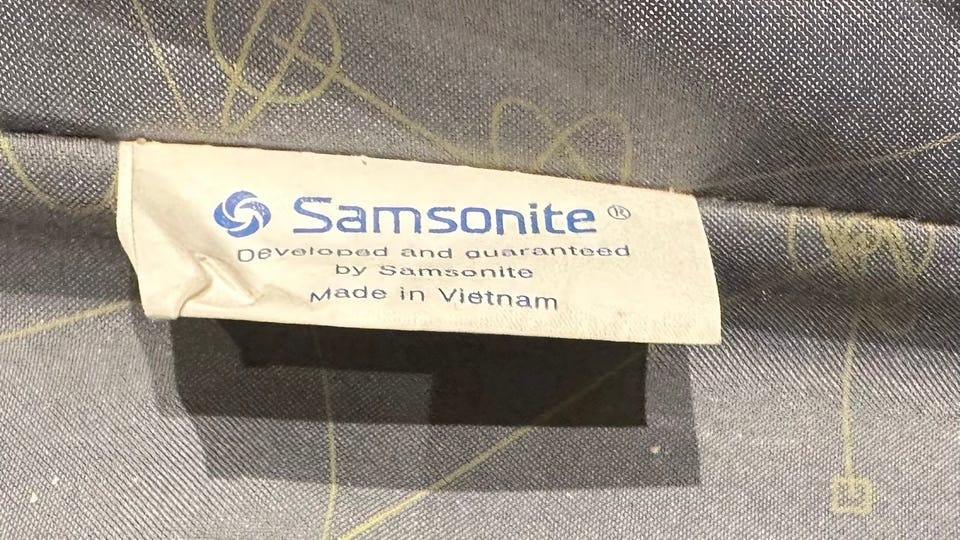 Samsonite®
Developed and guaranteed
by Samsonite
Made in Vietnam